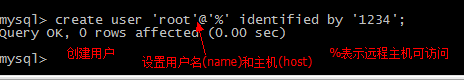 mysql> create user 'root'@'%' identified by '1234';
Query OK, 0 rows affected (0.00 sec)
mysql> 创建用户 设置用户名(name)和主机(host) %表示远程主机可访问